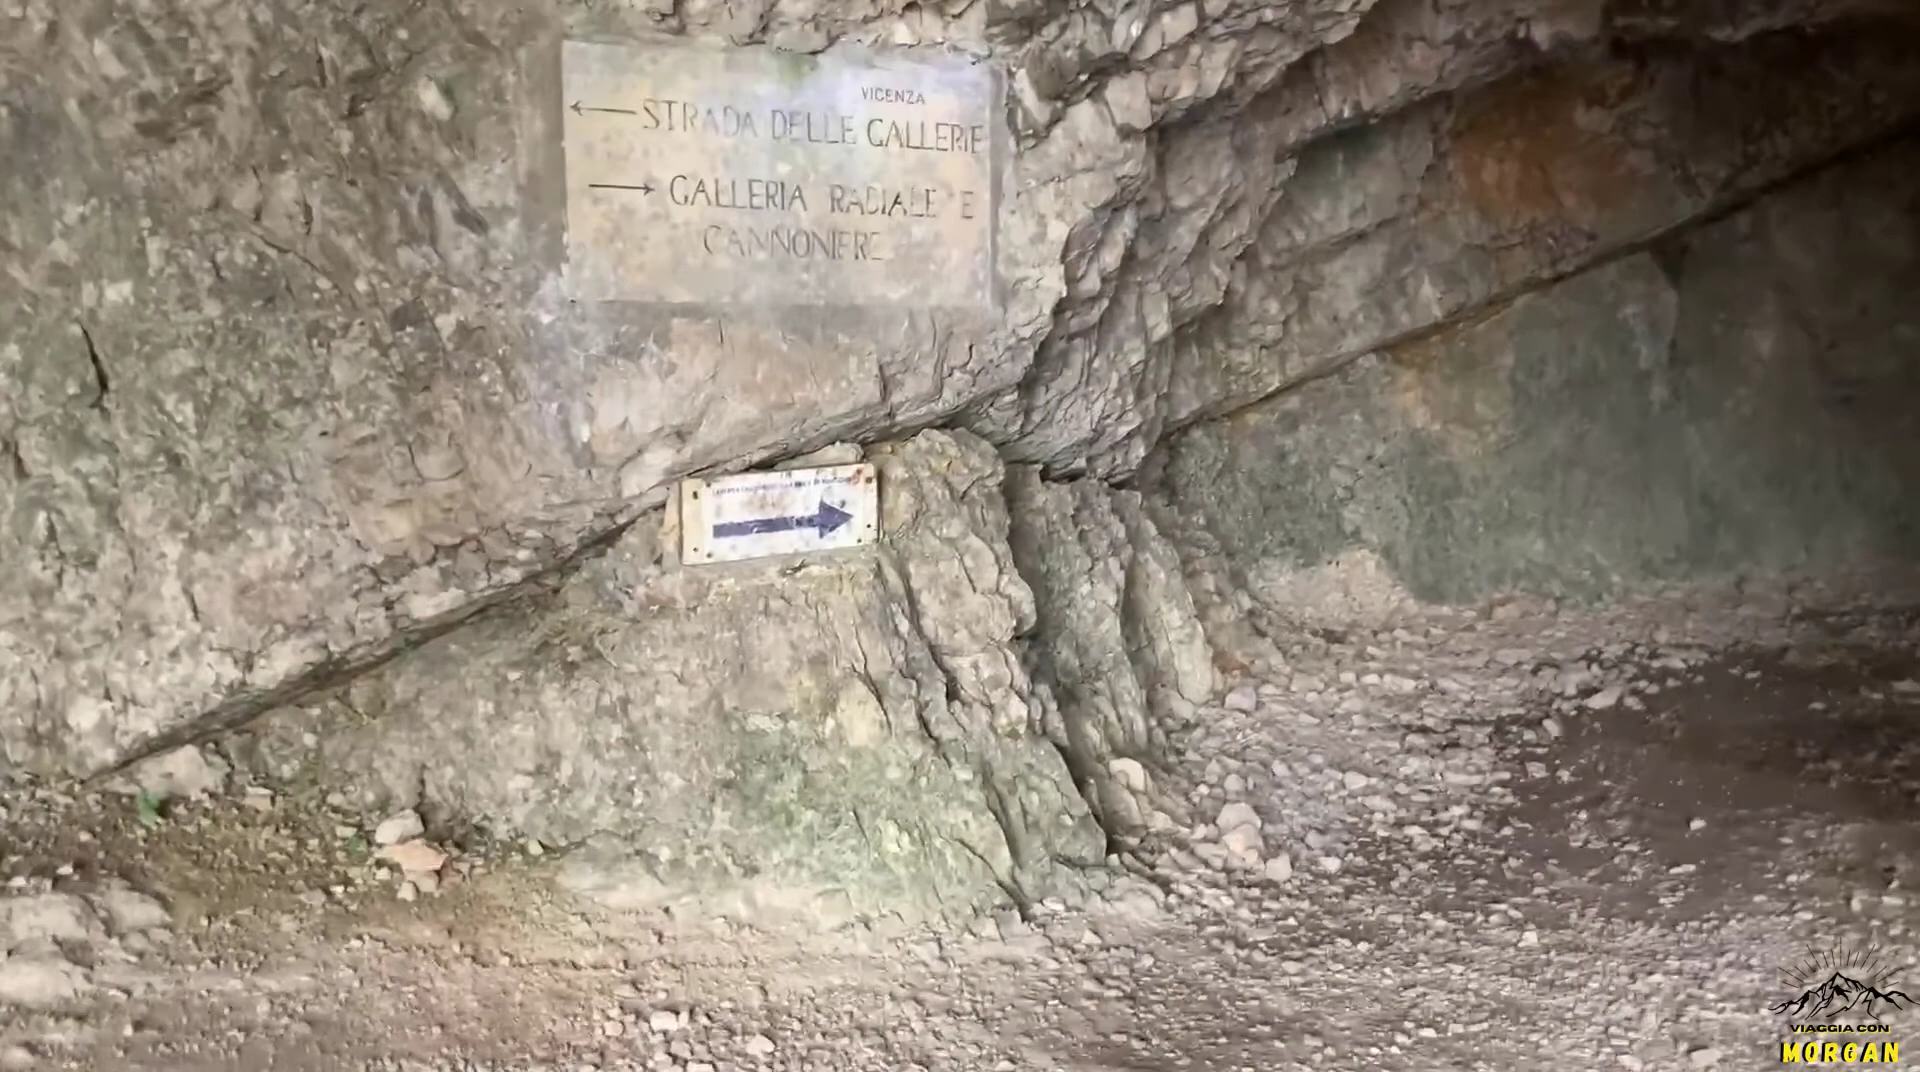 VICENZA
STRADA DELLE GALLERIE
GALLERIA RADIALE E
CANNONIERE
VIAGGIA CON
MORGAN